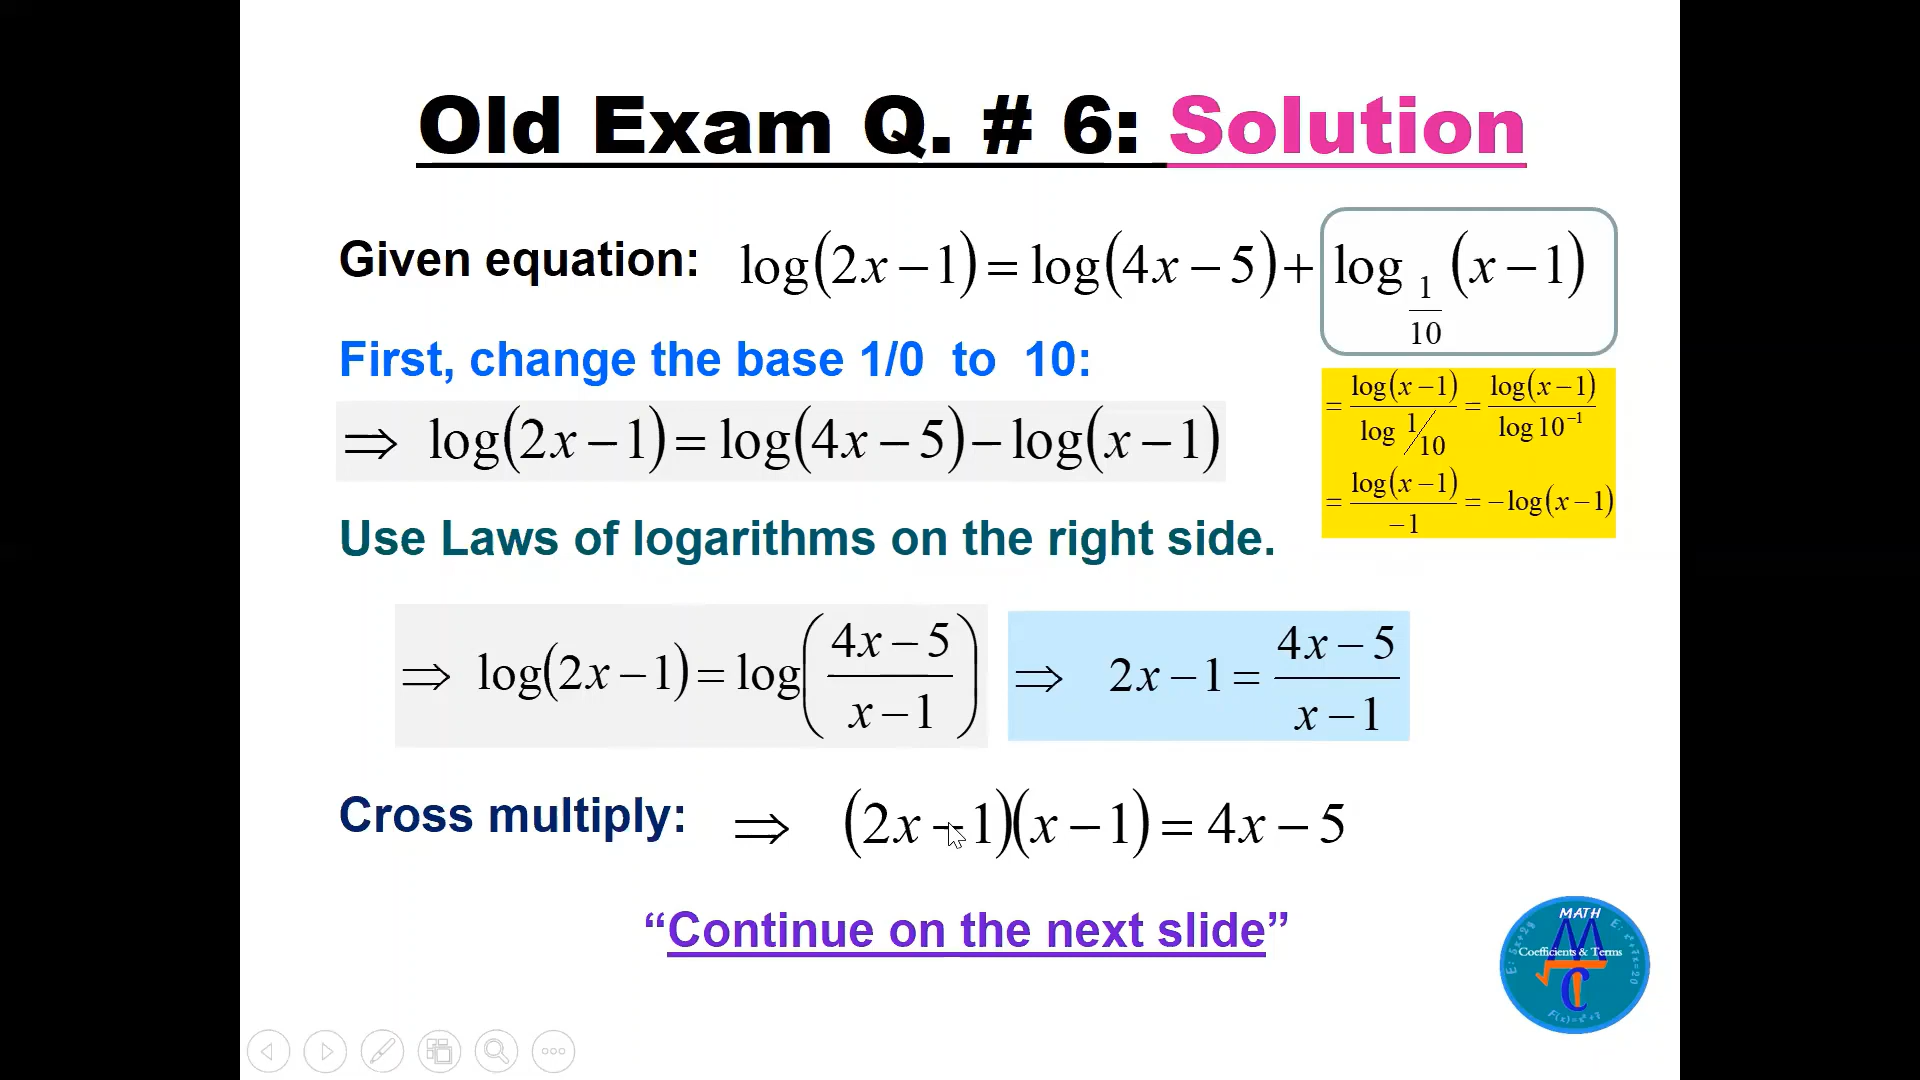 Old Exam Q. # 6: Solution
Given equation: log(2x − 1) = log(4x − 5) + log_{1/10} (x − 1)
First, change the base 1/0 to 10:
⇒ log(2x − 1) = log(4x − 5) − log(x − 1)
= log(x − 1) / log 1/10 = log(x − 1) / log 10^{−1}
= log(x − 1) / −1 = − log(x − 1)
Use Laws of logarithms on the right side.
⇒ log(2x − 1) = log((4x − 5) / (x − 1)) ⇒ 2x − 1 = (4x − 5) / (x − 1)
Cross multiply: ⇒ (2x − 1)(x − 1) = 4x − 5
“Continue on the next slide”
MATH
Coefficients & Terms